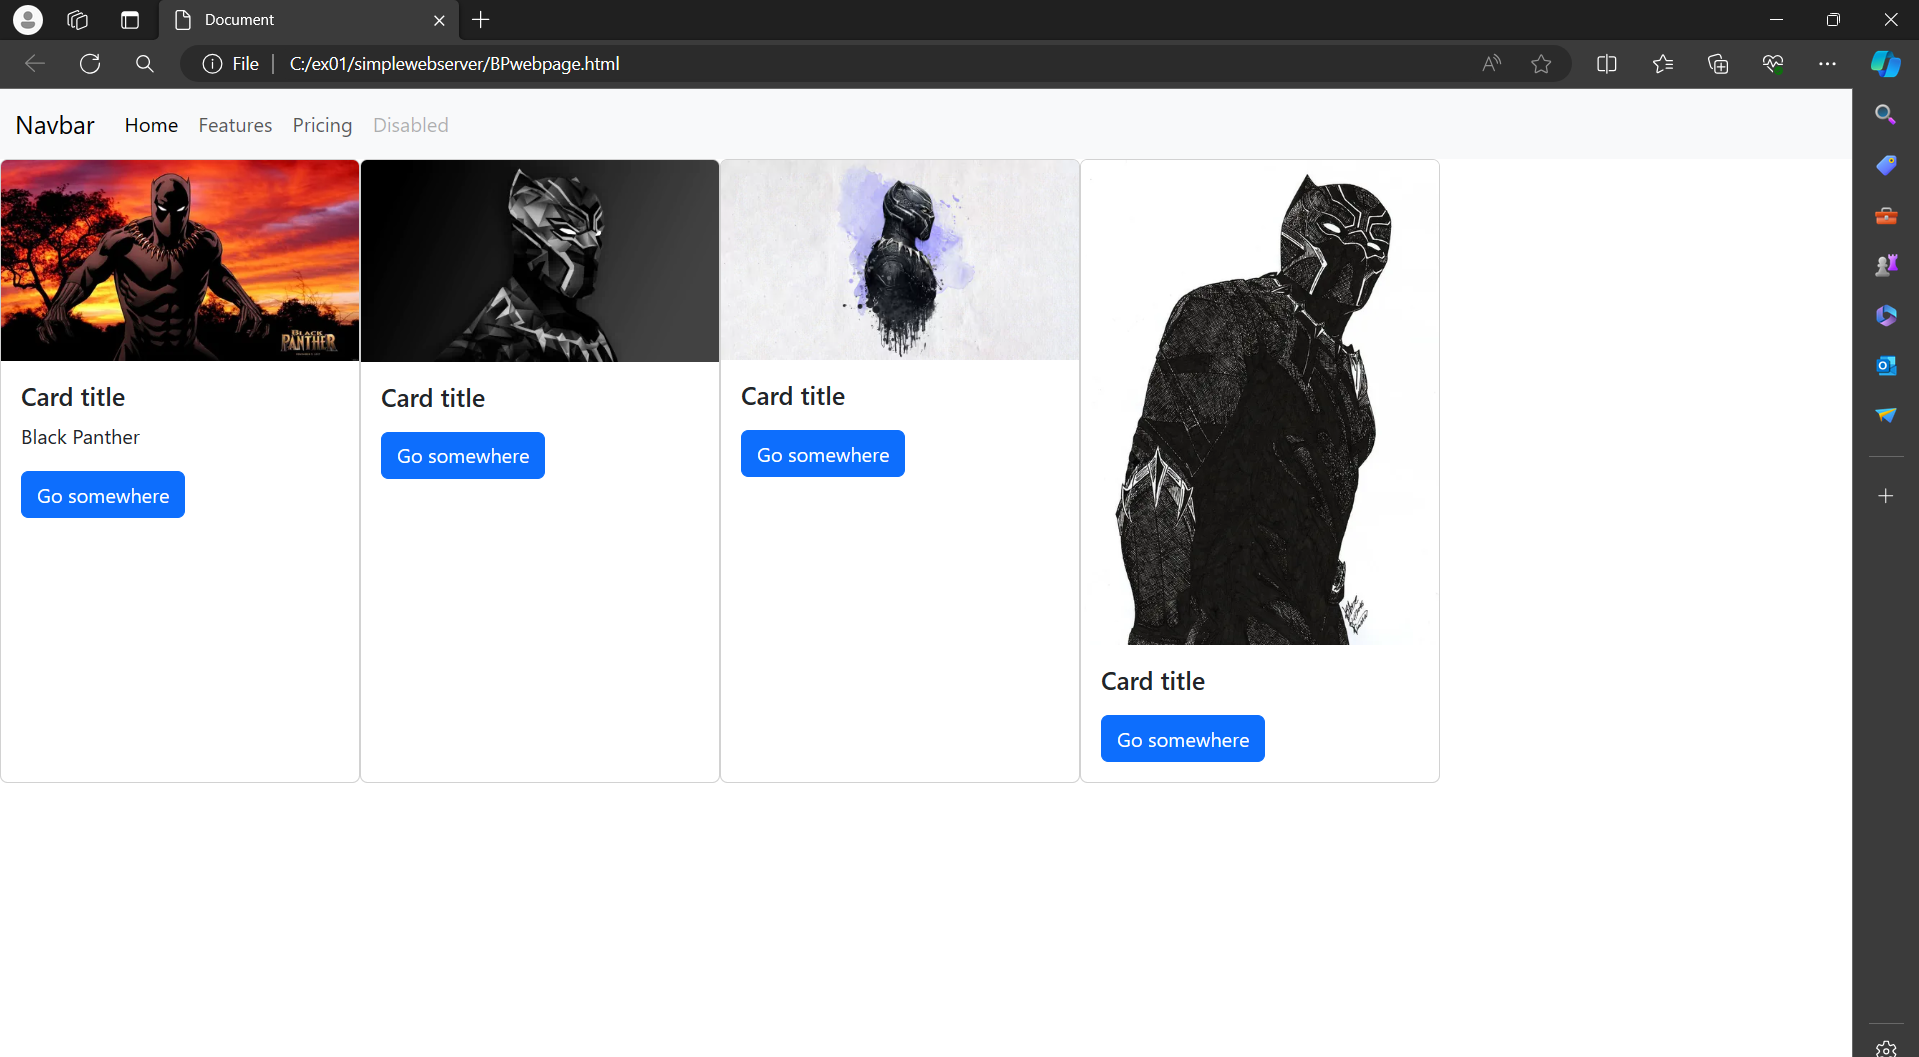 Document
File
C:/ex01/simplewebserver/BPwebpage.html
Navbar Home Features Pricing Disabled
BLACK
PANTHER
Card title
Black Panther
Go somewhere
Card title
Go somewhere
Card title
Go somewhere
Card title
Go somewhere